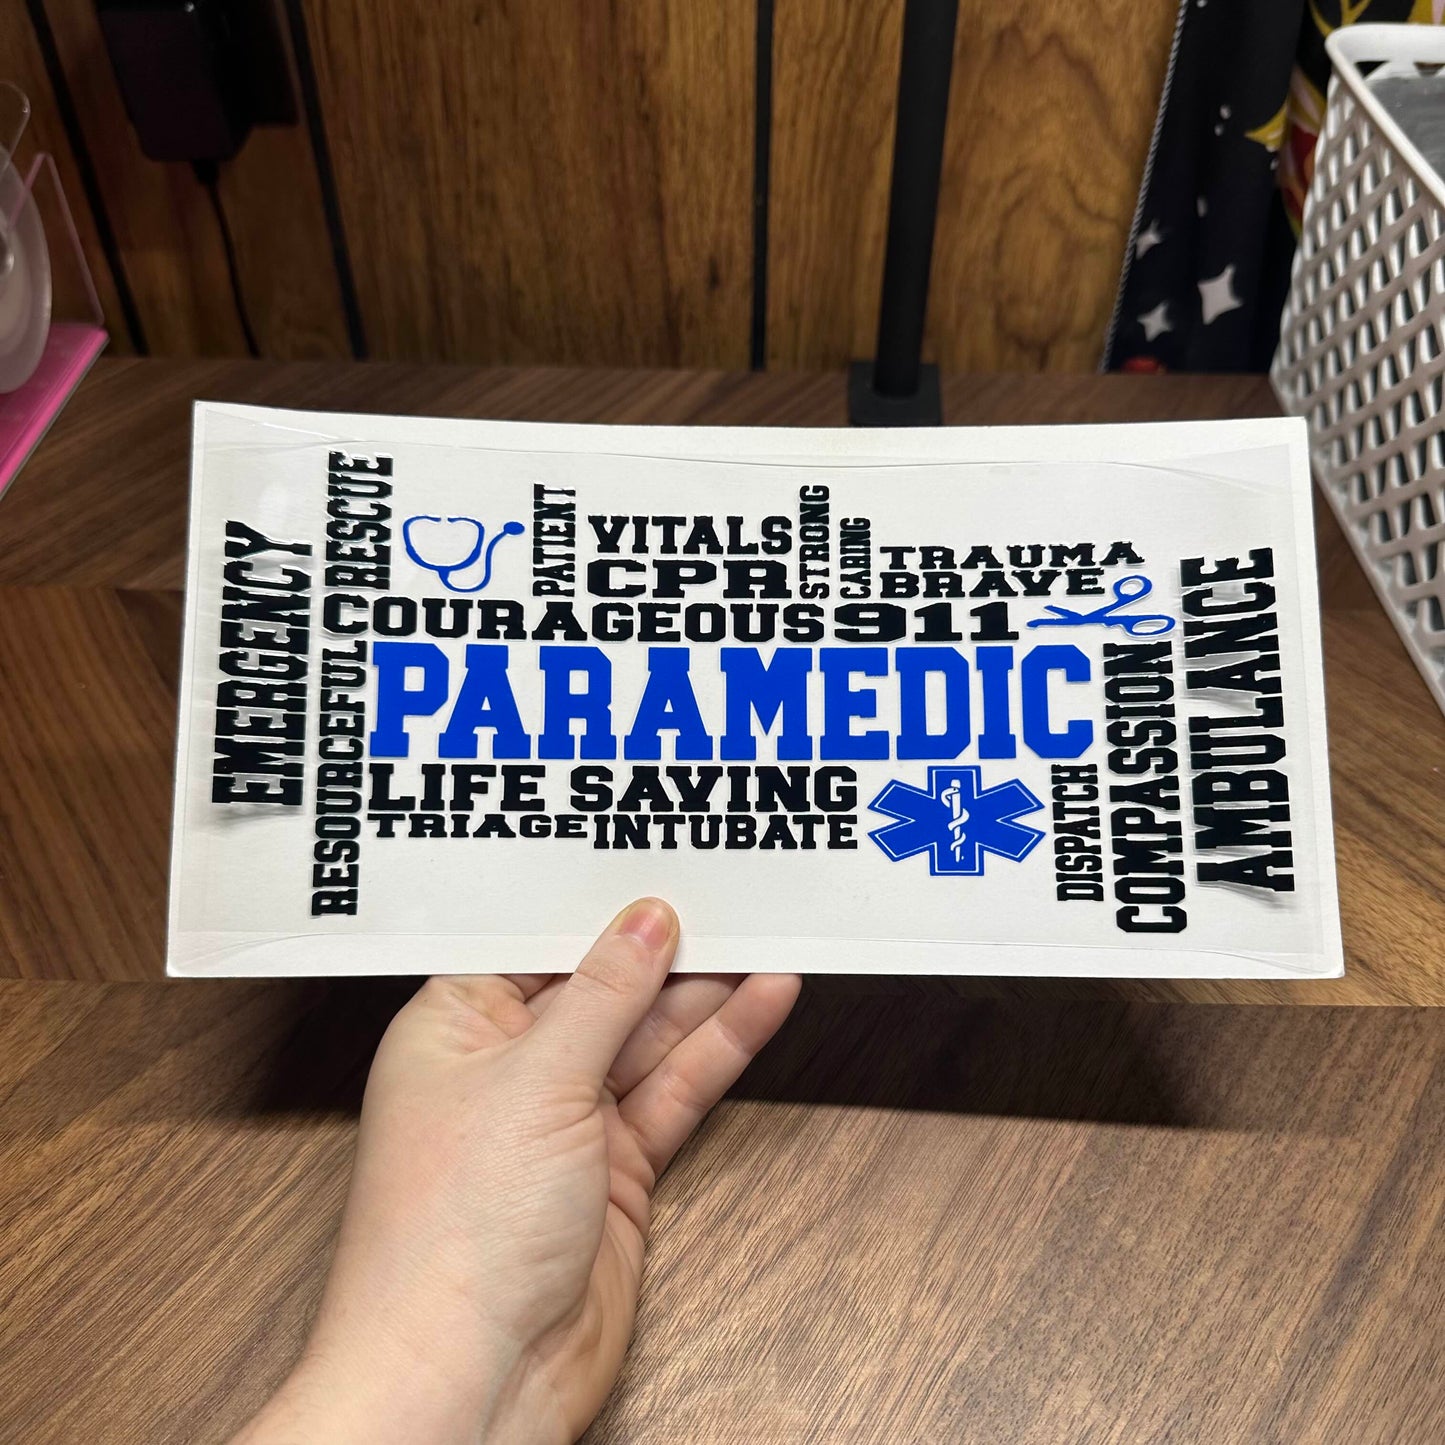 EMERGENCY
RESCUE
RESOURCEFUL
PATIENT
VITALS
CPR
STRONG
CARING
TRAUMA
BRAVE
COURAGEOUS 911
PARAMEDIC
LIFE SAVING
TRIAGE INTUBATE
DISPATCH
COMPASSION
AMBULANCE